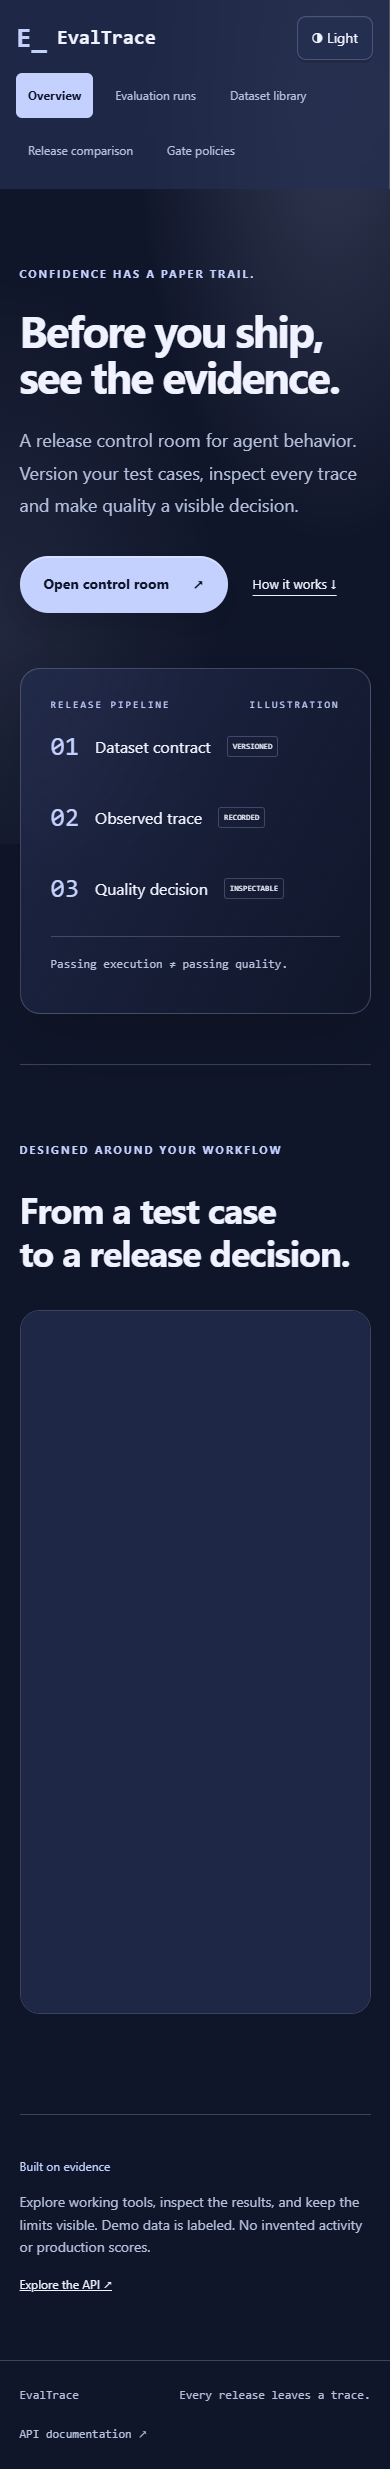 E_ EvalTrace
◑ Light
Overview Evaluation runs Dataset library
Release comparison Gate policies
CONFIDENCE HAS A PAPER TRAIL.
Before you ship,
see the evidence.
A release control room for agent behavior.
Version your test cases, inspect every trace
and make quality a visible decision.
Open control room ↗ How it works ↓
RELEASE PIPELINE ILLUSTRATION
01 Dataset contract VERSIONED
02 Observed trace RECORDED
03 Quality decision INSPECTABLE
Passing execution ≠ passing quality.
DESIGNED AROUND YOUR WORKFLOW
From a test case
to a release decision.
Built on evidence
Explore working tools, inspect the results, and keep the
limits visible. Demo data is labeled. No invented activity
or production scores.
Explore the API ↗
EvalTrace Every release leaves a trace.
API documentation ↗